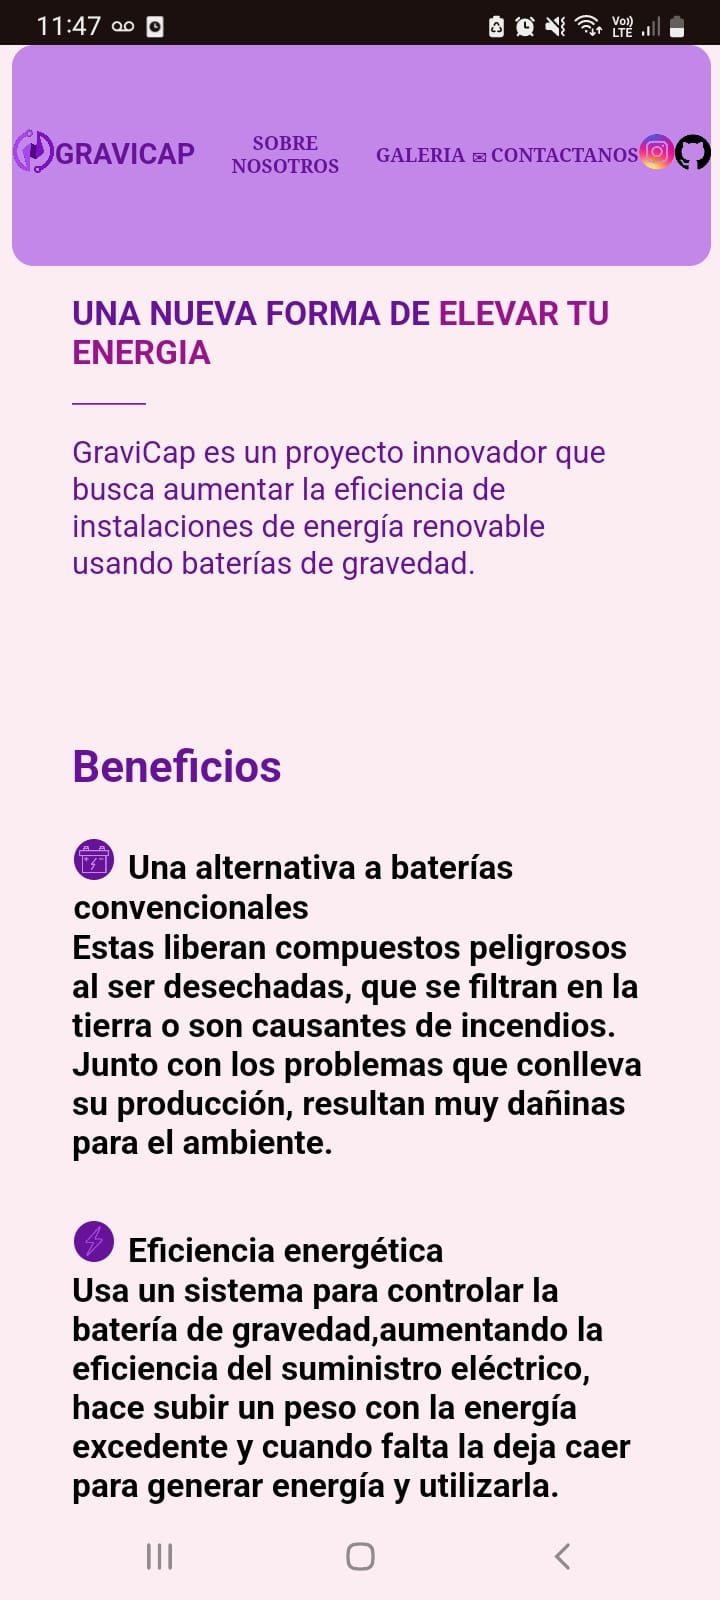 11:47
Vo))
LTE
GRAVICAP
SOBRE
NOSOTROS
GALERIA ✉ CONTACTANOS
UNA NUEVA FORMA DE ELEVAR TU
ENERGIA
GraviCap es un proyecto innovador que
busca aumentar la eficiencia de
instalaciones de energía renovable
usando baterías de gravedad.
Beneficios
Una alternativa a baterías
convencionales
Estas liberan compuestos peligrosos
al ser desechadas, que se filtran en la
tierra o son causantes de incendios.
Junto con los problemas que conlleva
su producción, resultan muy dañinas
para el ambiente.
Eficiencia energética
Usa un sistema para controlar la
batería de gravedad,aumentando la
eficiencia del suministro eléctrico,
hace subir un peso con la energía
excedente y cuando falta la deja caer
para generar energía y utilizarla.